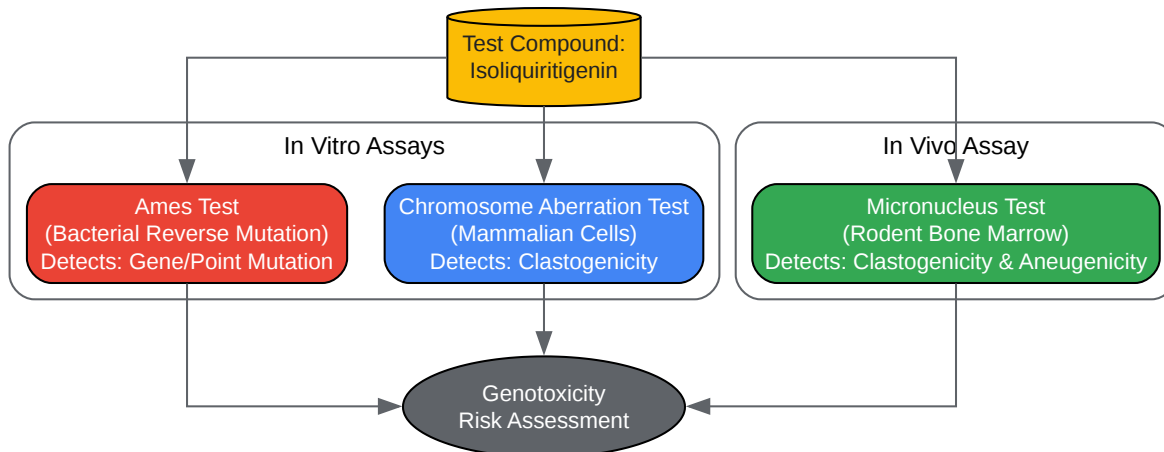 Test Compound:
Isoliquiritigenin
In Vitro Assays
In Vivo Assay
Ames Test
(Bacterial Reverse Mutation)
Detects: Gene/Point Mutation
Chromosome Aberration Test
(Mammalian Cells)
Detects: Clastogenicity
Micronucleus Test
(Rodent Bone Marrow)
Detects: Clastogenicity & Aneugenicity
Genotoxicity
Risk Assessment